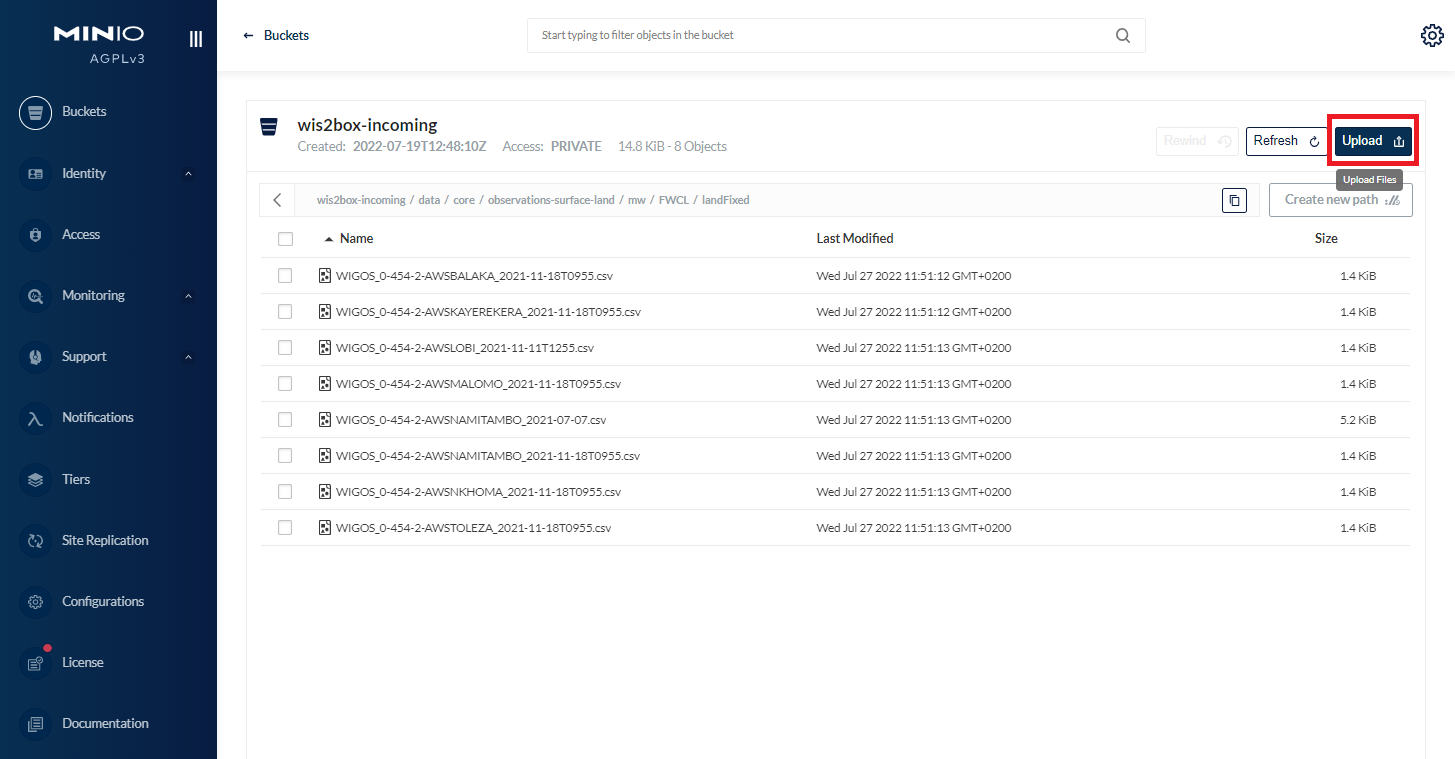 MINIO
AGPLv3
Buckets
Identity
Access
Monitoring
Support
Notifications
Tiers
Site Replication
Configurations
License
Documentation
Buckets
Start typing to filter objects in the bucket
wis2box-incoming
Created: 2022-07-19T12:48:10Z Access: PRIVATE 14.8 KiB - 8 Objects
Rewind
Refresh
Upload
Upload Files
wis2box-incoming / data / core / observations-surface-land / mw / FWCL / landFixed
Create new path
Name Last Modified Size
WIGOS_0-454-2-AWSBALAKA_2021-11-18T0955.csv Wed Jul 27 2022 11:51:12 GMT+0200 1.4 KiB
WIGOS_0-454-2-AWSKAYEREKERA_2021-11-18T0955.csv Wed Jul 27 2022 11:51:12 GMT+0200 1.4 KiB
WIGOS_0-454-2-AWSLOBI_2021-11-11T1255.csv Wed Jul 27 2022 11:51:13 GMT+0200 1.4 KiB
WIGOS_0-454-2-AWSMALOMO_2021-11-18T0955.csv Wed Jul 27 2022 11:51:13 GMT+0200 1.4 KiB
WIGOS_0-454-2-AWSNAMITAMBO_2021-07-07.csv Wed Jul 27 2022 11:51:13 GMT+0200 5.2 KiB
WIGOS_0-454-2-AWSNAMITAMBO_2021-11-18T0955.csv Wed Jul 27 2022 11:51:13 GMT+0200 1.4 KiB
WIGOS_0-454-2-AWSNKHOMA_2021-11-18T0955.csv Wed Jul 27 2022 11:51:13 GMT+0200 1.4 KiB
WIGOS_0-454-2-AWSTOLEZA_2021-11-18T0955.csv Wed Jul 27 2022 11:51:13 GMT+0200 1.4 KiB